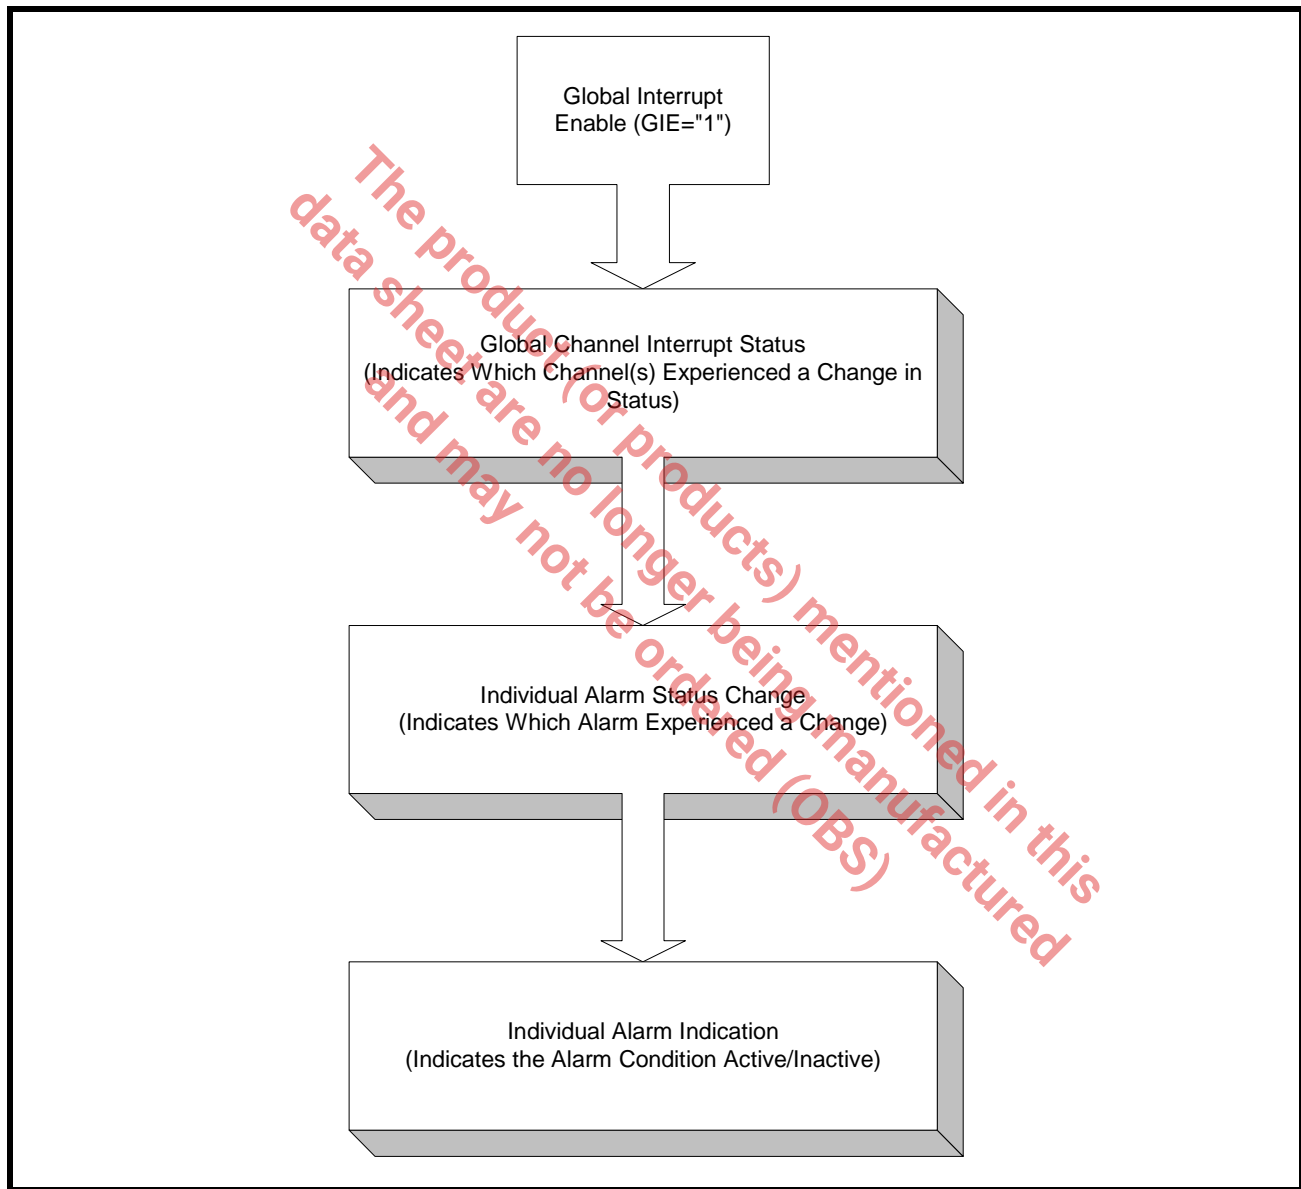 Global Interrupt
Enable (GIE="1")
Global Channel Interrupt Status
(Indicates Which Channel(s) Experienced a Change in
Status)
Individual Alarm Status Change
(Indicates Which Alarm Experienced a Change)
Individual Alarm Indication
(Indicates the Alarm Condition Active/Inactive)
The product (or products) mentioned in this
data sheet are no longer being manufactured
and may not be ordered (OBS)